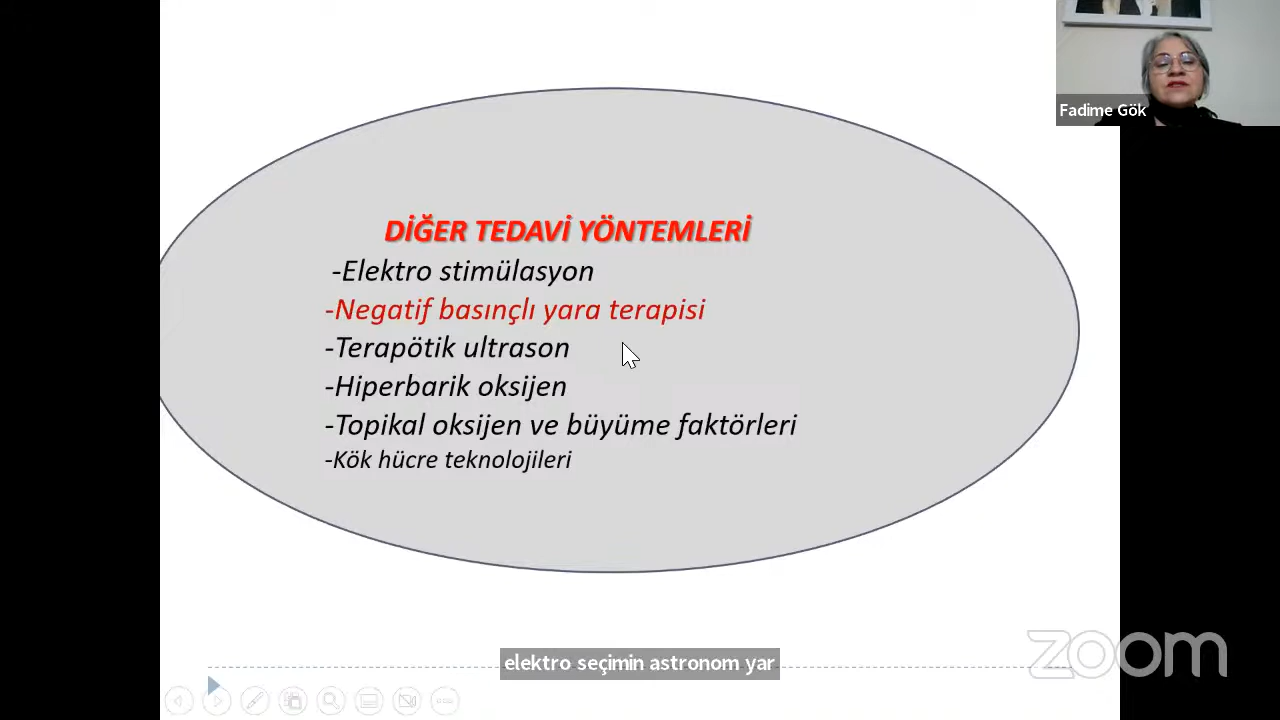 Fadime Gök
DİĞER TEDAVİ YÖNTEMLERİ
-Elektro stimülasyon
-Negatif basınçlı yara terapisi
-Terapötik ultrason
-Hiperbarik oksijen
-Topikal oksijen ve büyüme faktörleri
-Kök hücre teknolojileri
zoom
elektro seçimin astronom yar